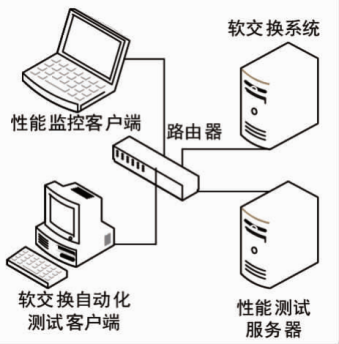 软交换系统
性能监控客户端
路由器
软交换自动化
测试客户端
性能测试
服务器